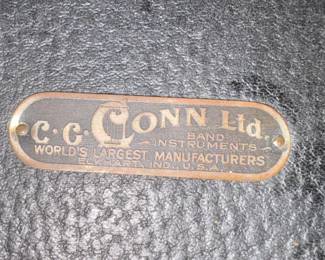 C. G. CONN Ltd.
BAND
INSTRUMENTS
WORLD'S LARGEST MANUFACTURERS
ELKHART, IND., U.S.A.